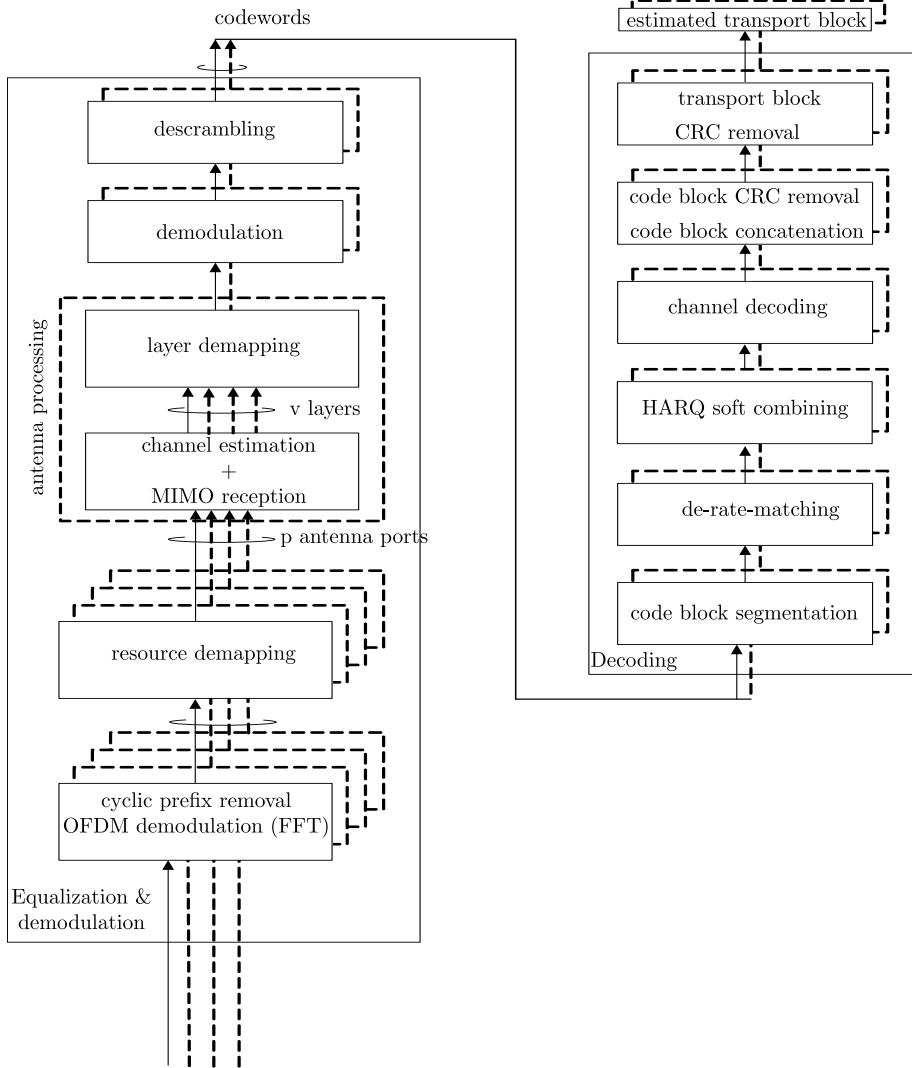 codewords
descrambling
demodulation
antenna processing
layer demapping
v layers
channel estimation
+
MIMO reception
p antenna ports
resource demapping
cyclic prefix removal
OFDM demodulation (FFT)
Equalization &
demodulation
estimated transport block
transport block
CRC removal
code block CRC removal
code block concatenation
channel decoding
HARQ soft combining
de-rate-matching
code block segmentation
Decoding